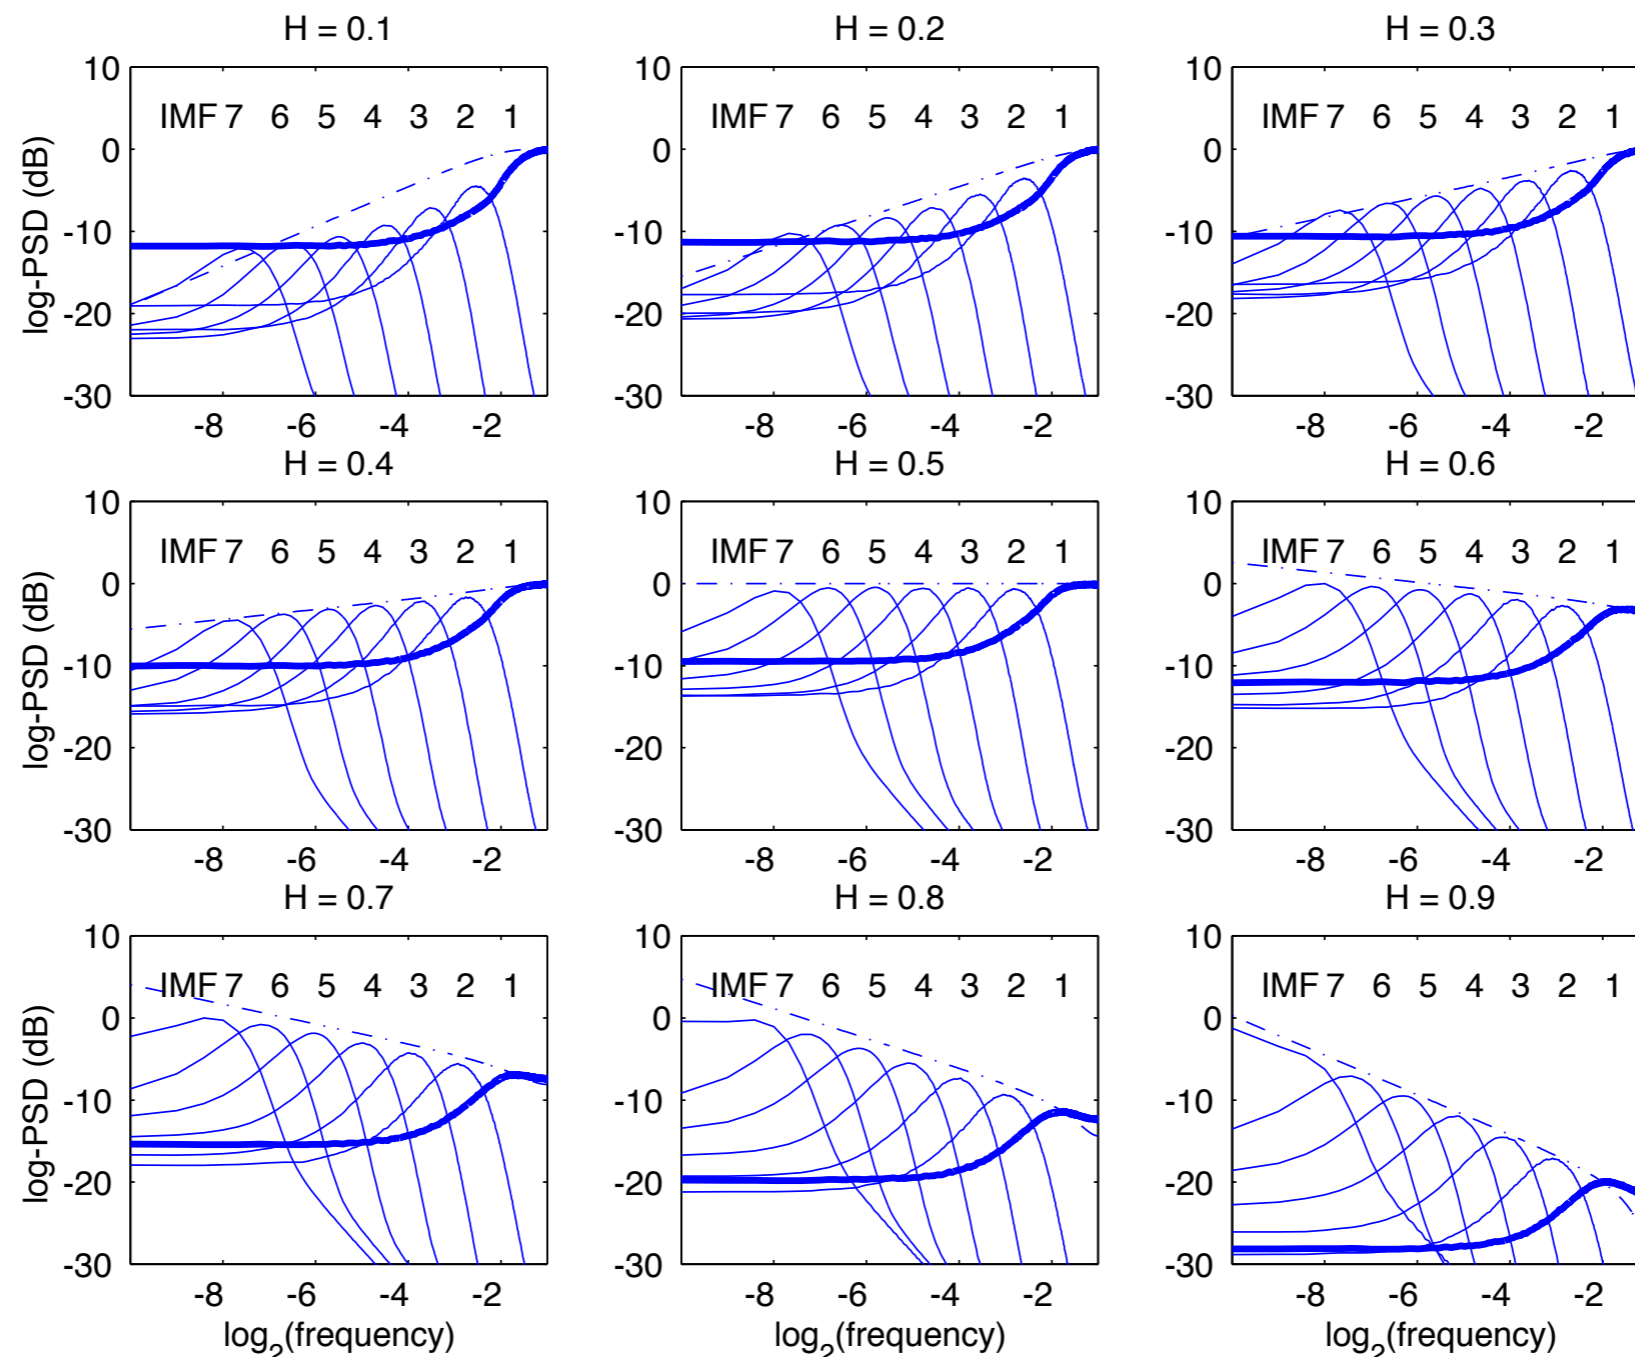 H = 0.1
H = 0.2
H = 0.3
10
0
-10
-20
-30
log-PSD (dB)
IMF 7 6 5 4 3 2 1
-8 -6 -4 -2
10
0
-10
-20
-30
IMF 7 6 5 4 3 2 1
-8 -6 -4 -2
10
0
-10
-20
-30
IMF 7 6 5 4 3 2 1
-8 -6 -4 -2
H = 0.4
H = 0.5
H = 0.6
10
0
-10
-20
-30
log-PSD (dB)
IMF 7 6 5 4 3 2 1
-8 -6 -4 -2
10
0
-10
-20
-30
IMF 7 6 5 4 3 2 1
-8 -6 -4 -2
10
0
-10
-20
-30
IMF 7 6 5 4 3 2 1
-8 -6 -4 -2
H = 0.7
H = 0.8
H = 0.9
10
0
-10
-20
-30
log-PSD (dB)
IMF 7 6 5 4 3 2 1
-8 -6 -4 -2
log2(frequency)
10
0
-10
-20
-30
IMF 7 6 5 4 3 2 1
-8 -6 -4 -2
log2(frequency)
10
0
-10
-20
-30
IMF 7 6 5 4 3 2 1
-8 -6 -4 -2
log2(frequency)